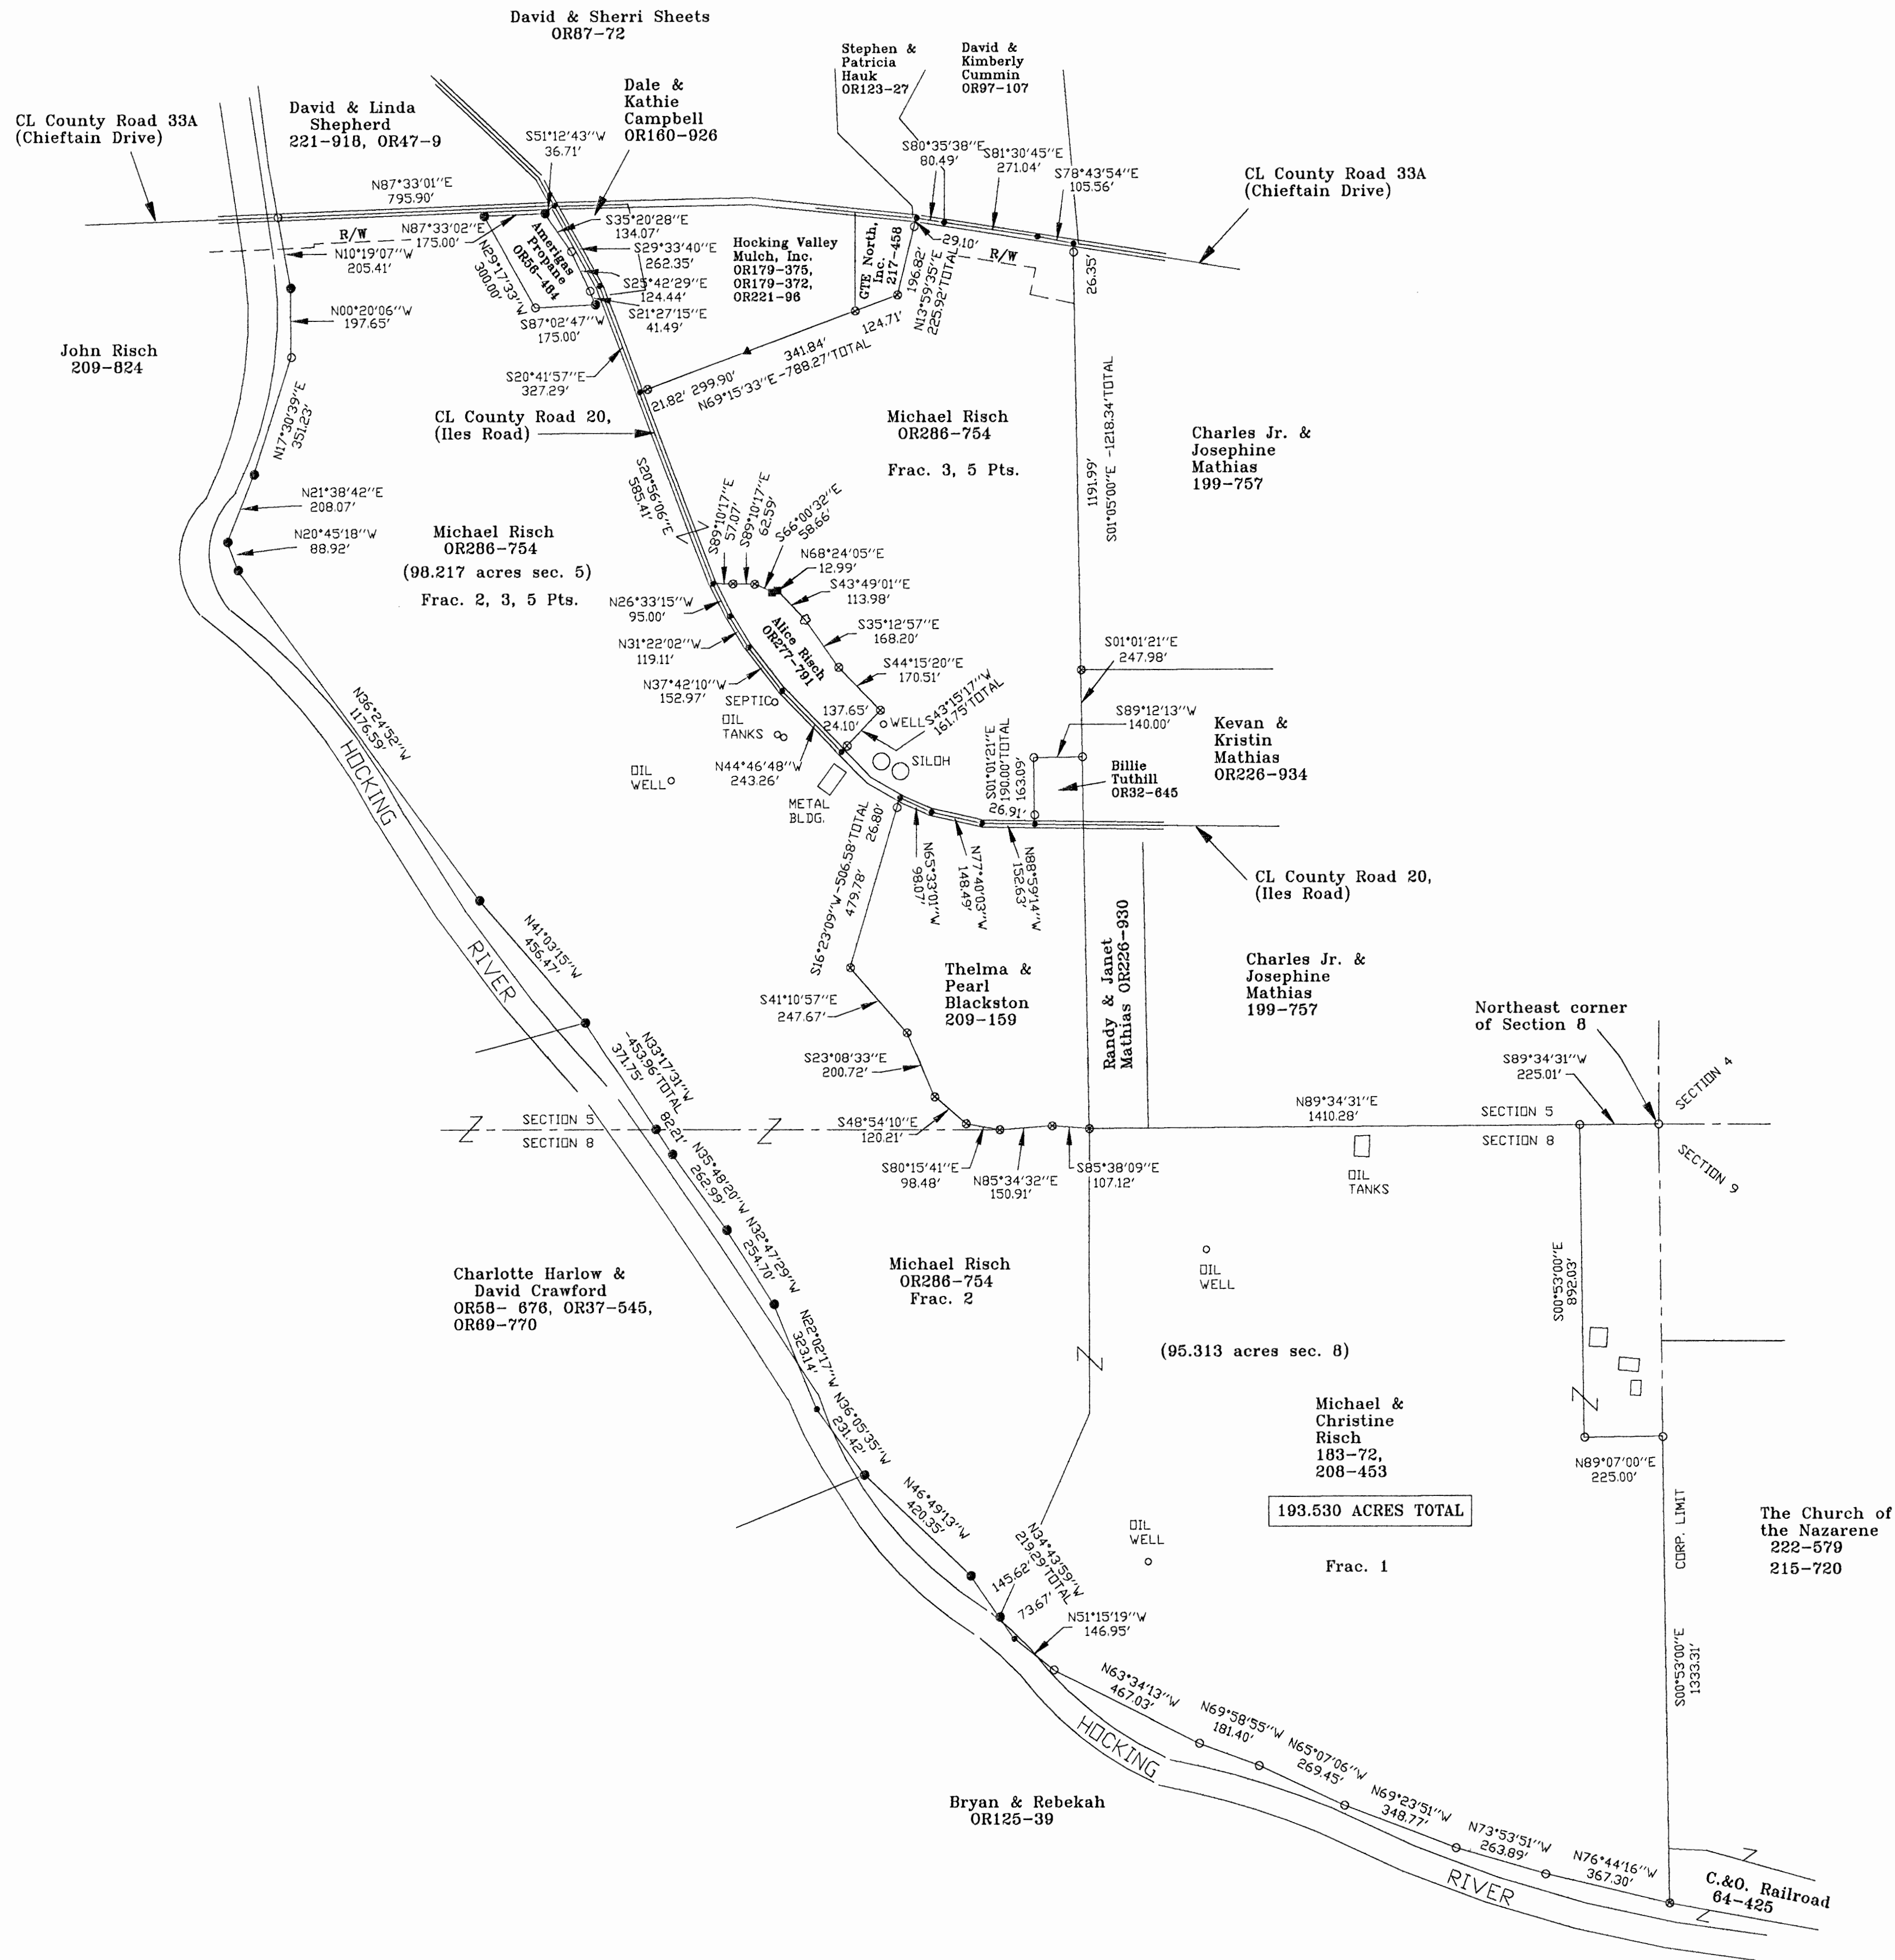 David & Sherri Sheets
OR87-72
Stephen &
Patricia
Hauk
OR123-27
David &
Kimberly
Cummin
OR97-107
Dale &
Kathie
Campbell
OR160-926
David & Linda
Shepherd
221-918, OR47-9
CL County Road 33A
(Chieftain Drive)
S51°12'43"W
36.71'
S80°35'38"E
80.49'
S81°30'45"E
271.04'
S78°43'54"E
105.56'
CL County Road 33A
(Chieftain Drive)
N87°33'01"E
795.90'
R/W
N87°33'02"E
175.00'
N10°19'07"W
205.41'
N29°17'33"W
300.00'
Amerigas
Propane
OR56-484
S35°20'28"E
134.07'
S29°33'40"E
262.35'
S25°42'29"E
124.44'
S21°27'15"E
41.49'
S87°02'47"W
175.00'
Hocking Valley
Mulch, Inc.
OR179-375,
OR179-372,
OR221-96
GTE North,
Inc.
217-458
29.10'
196.82'
N13°59'35"E
225.92'TOTAL
R/W
26.35'
124.71'
341.84'
21.82' 299.90'
N69°15'33"E -788.27'TOTAL
N00°20'06"W
197.65'
John Risch
209-824
S20°41'57"E
327.29'
CL County Road 20,
(Iles Road)
N17°30'39"E
351.23'
Michael Risch
OR286-754
Frac. 3, 5 Pts.
1191.99'
S01°05'00"E -1218.34'TOTAL
Charles Jr. &
Josephine
Mathias
199-757
S20°56'06"E
585.41'
N21°38'42"E
208.07'
N20°45'18"W
88.92'
Michael Risch
OR286-754
(98.217 acres sec. 5)
Frac. 2, 3, 5 Pts.
S89°10'17"E
57.07'
S89°10'17"E
62.59'
S66°00'32"E
58.66'
N68°24'05"E
12.99'
S43°49'01"E
113.98'
S35°12'57"E
168.20'
S44°15'20"E
170.51'
N26°33'15"W
95.00'
N31°22'02"W
119.11'
N37°42'10"W
152.97'
Alice Risch
OR277-791
SEPTIC
OIL
TANKS
137.65'
24.10'
WELL
S43°15'17"W
161.75'TOTAL
S01°01'21"E
247.98'
S89°12'13"W
140.00'
S01°01'21"E
190.00'TOTAL
163.09'
26.91'
Kevan &
Kristin
Mathias
OR226-934
Billie
Tuthill
OR32-645
N44°46'48"W
243.26'
OIL
WELL
METAL
BLDG.
SILOH
N36°24'52"W
1176.59'
HOCKING
RIVER
S16°23'09"W-506.58'TOTAL
26.80'
479.78'
N65°33'01"W
98.07'
N77°40'03"W
148.49'
N88°59'14"W
152.63'
CL County Road 20,
(Iles Road)
N41°03'15"W
456.47'
Thelma &
Pearl
Blackston
209-159
Randy & Janet
Mathias OR226-930
Charles Jr. &
Josephine
Mathias
199-757
S41°10'57"E
247.67'
S23°08'33"E
200.72'
Northeast corner
of Section 8
S89°34'31"W
225.01'
SECTION 4
N33°17'31"W
-453.96'TOTAL
371.75'
82.21'
SECTION 5
SECTION 8
S48°54'10"E
120.21'
S80°15'41"E
98.48'
N85°34'32"E
150.91'
S85°38'09"E
107.12'
N89°34'31"E
1410.28'
SECTION 5
SECTION 8
SECTION 9
OIL
TANKS
N35°48'20"W
262.99'
N32°47'29"W
254.70'
Charlotte Harlow &
David Crawford
OR58- 676, OR37-545,
OR69-770
Michael Risch
OR286-754
Frac. 2
OIL
WELL
S00°53'00"E
892.03'
N22°02'17"W
323.14'
(95.313 acres sec. 8)
Michael &
Christine
Risch
183-72,
208-453
N36°05'35"W
231.42'
N89°07'00"E
225.00'
N46°49'13"W
420.35'
193.530 ACRES TOTAL
Frac. 1
OIL
WELL
CORP. LIMIT
The Church of
the Nazarene
222-579
215-720
N34°43'59"W
219.29'TOTAL
145.62'
73.67'
N51°15'19"W
146.95'
S00°53'00"E
1333.31'
N63°34'13"W
467.03'
N69°58'55"W
181.40'
N65°07'06"W
269.45'
N69°23'51"W
348.77'
N73°53'51"W
263.89'
N76°44'16"W
367.30'
HOCKING
RIVER
Bryan & Rebekah
OR125-39
C.&O. Railroad
64-425